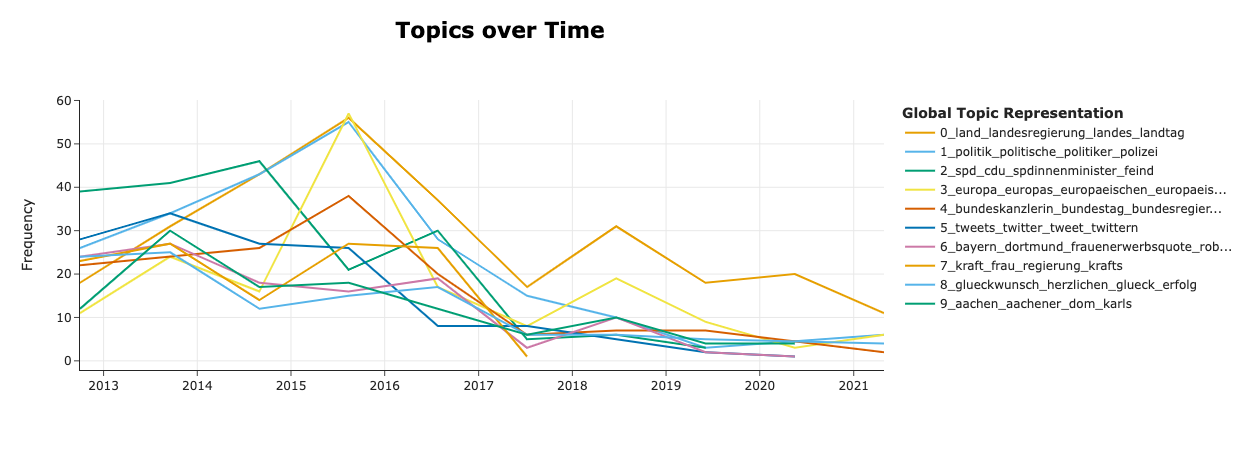 Topics over Time
60
50
40
30
20
10
0
Frequency
2013 2014 2015 2016 2017 2018 2019 2020 2021
Global Topic Representation
0_land_landesregierung_landes_landtag
1_politik_politische_politiker_polizei
2_spd_cdu_spdinnenminister_feind
3_europa_europas_europaeischen_europaeis...
4_bundeskanzlerin_bundestag_bundesregier...
5_tweets_twitter_tweet_twittern
6_bayern_dortmund_frauenerwerbsquote_rob...
7_kraft_frau_regierung_krafts
8_glueckwunsch_herzlichen_glueck_erfolg
9_aachen_aachener_dom_karls